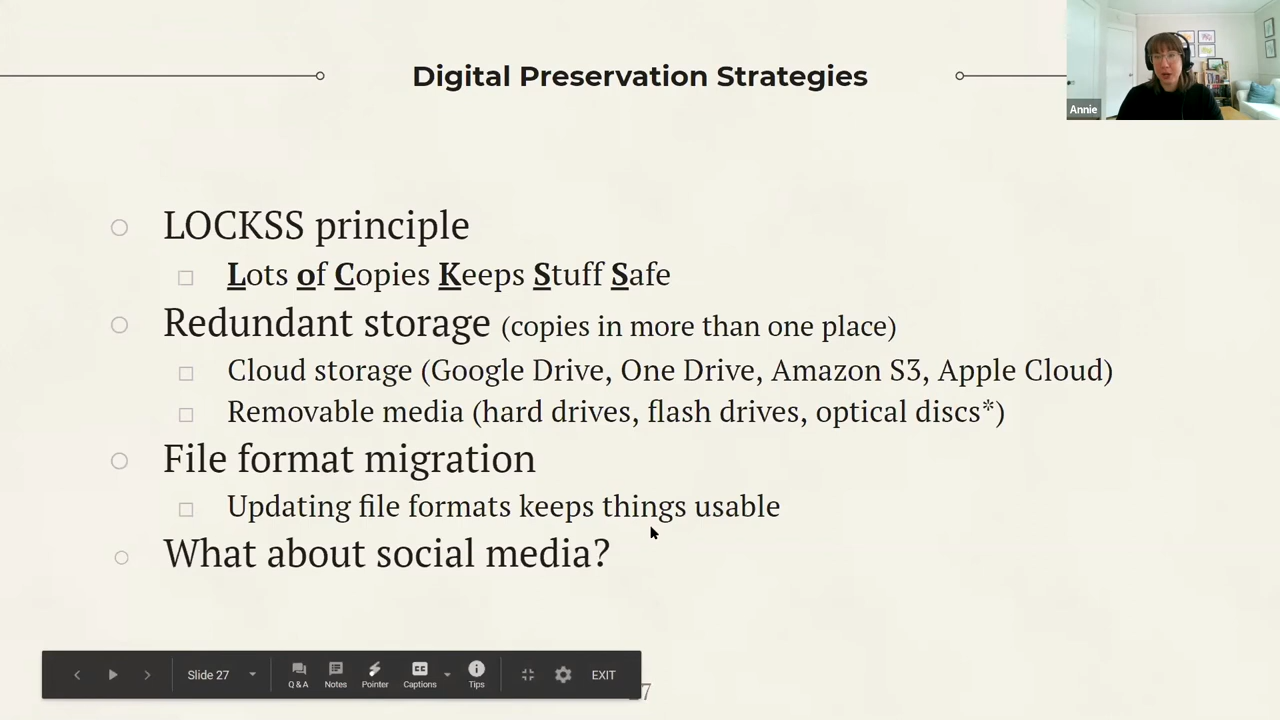 Digital Preservation Strategies
Annie
LOCKSS principle
Lots of Copies Keeps Stuff Safe
Redundant storage (copies in more than one place)
Cloud storage (Google Drive, One Drive, Amazon S3, Apple Cloud)
Removable media (hard drives, flash drives, optical discs*)
File format migration
Updating file formats keeps things usable
What about social media?
Slide 27
Q & A
Notes
Pointer
CC
Captions
Tips
EXIT
27